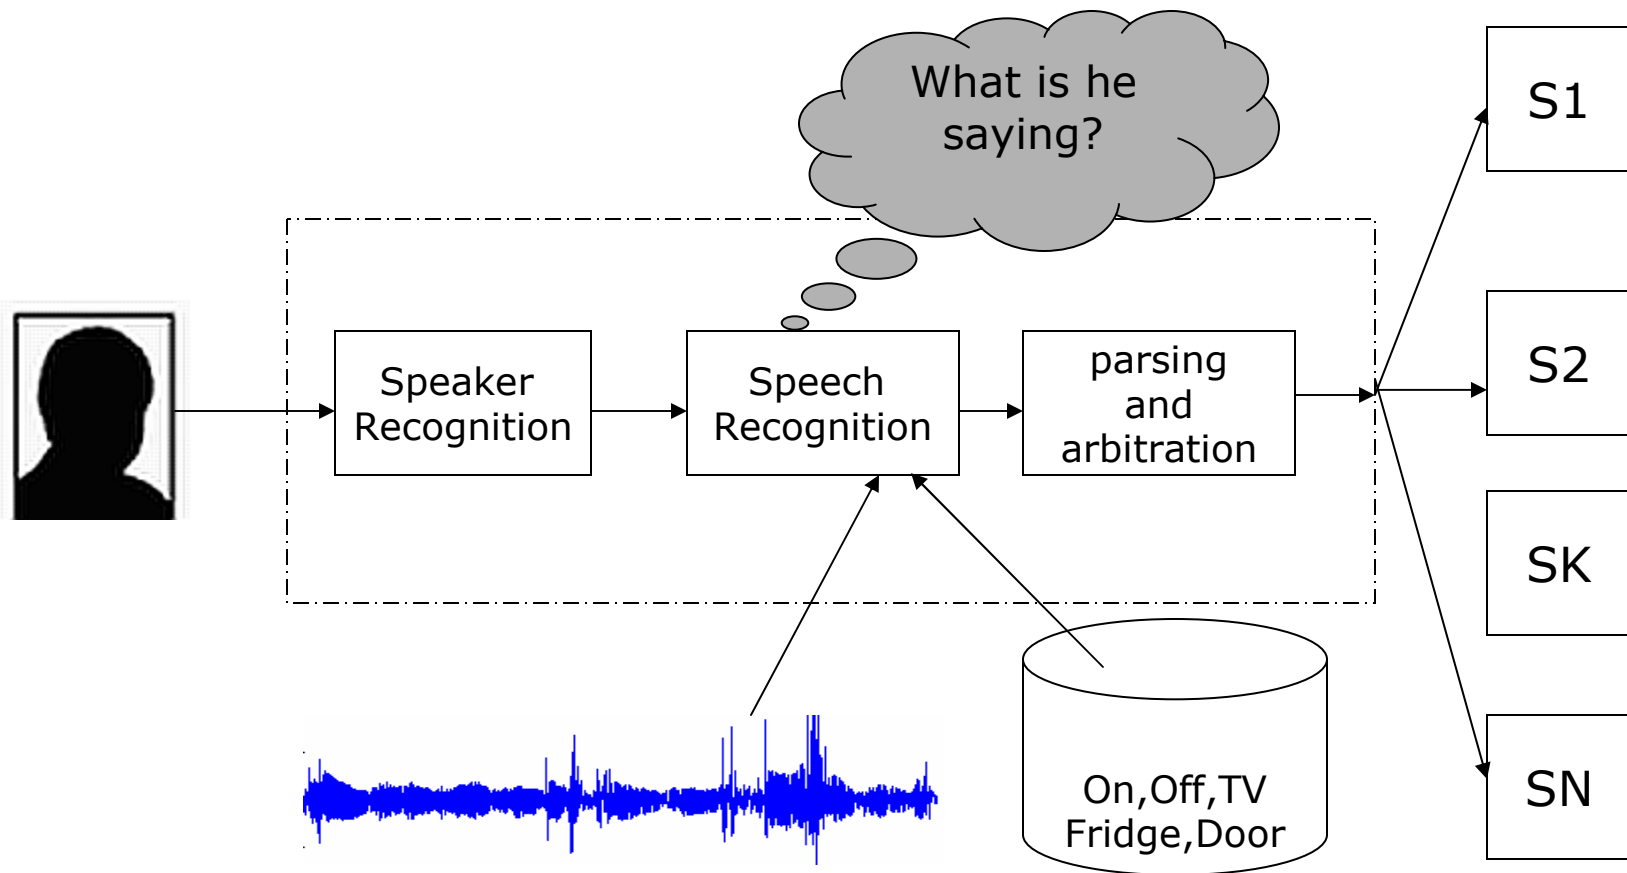 What is he
saying?
S1
S2
SK
SN
Speaker
Recognition
Speech
Recognition
parsing
and
arbitration
On,Off,TV
Fridge,Door